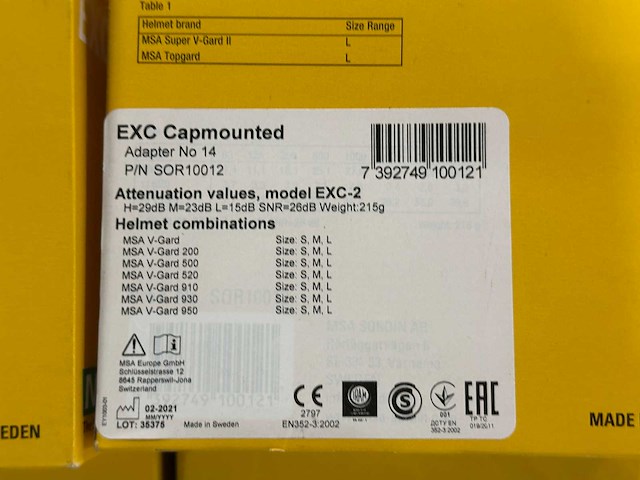 Table 1
Helmet brand Size Range
MSA Super V-Gard II L
MSA Topgard L
EXC Capmounted
Adapter No 14
P/N SOR10012
7 392749 100121
Attenuation values, model EXC-2
H=29dB M=23dB L=15dB SNR=26dB Weight:215g
Helmet combinations
MSA V-Gard Size: S, M, L
MSA V-Gard 200 Size: S, M, L
MSA V-Gard 500 Size: S, M, L
MSA V-Gard 520 Size: S, M, L
MSA V-Gard 910 Size: S, M, L
MSA V-Gard 930 Size: S, M, L
MSA V-Gard 950 Size: S, M, L
MSA Europe GmbH
Schlüsselstrasse 12
8645 Rapperswil-Jona
Switzerland
02-2021
MM/YYYY
LOT: 35375
Made in Sweden
CE
2797
EN352-3:2002
S
001
ДСТУ EN
352-3:2002
EAC
TP TC
019/2011
EDEN
MADE